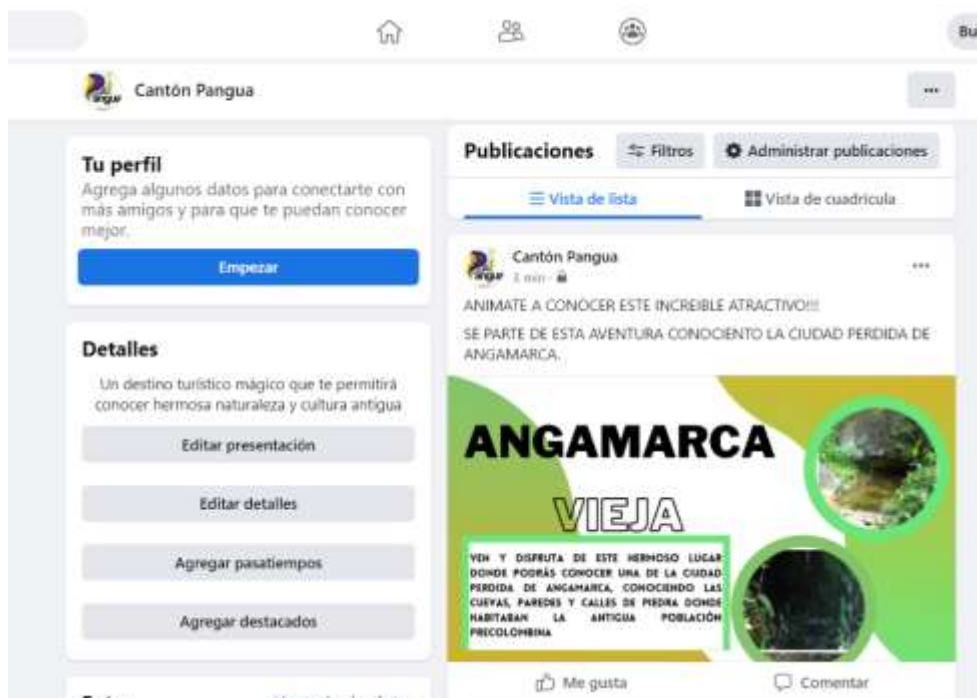 Bu
Cantón Pangua
Tu perfil
Agrega algunos datos para conectarte con
más amigos y para que te puedan conocer
mejor.
Empezar
Detalles
Un destino turístico mágico que te permitirá
conocer hermosa naturaleza y cultura antigua
Editar presentación
Editar detalles
Agregar pasatiempos
Agregar destacados
Publicaciones
Filtros
Administrar publicaciones
Vista de lista
Vista de cuadrícula
Cantón Pangua
ANIMATE A CONOCER ESTE INCREIBLE ATRACTIVO!!!
SE PARTE DE ESTA AVENTURA CONOCIENTO LA CIUDAD PERDIDA DE
ANGAMARCA.
ANGAMARCA
VIEJA
VEN Y DISFRUTA DE ESTE HERMOSO LUGAR
DONDE PODRÁS CONOCER UNA DE LA CIUDAD
PERDIDA DE ANGAMARCA, CONOCIENDO LAS
CUEVAS, PAREDES Y CALLES DE PIEDRA DONDE
HABITABAN LA ANTIGUA POBLACIÓN
PRECOLOMBINA
Me gusta
Comentar